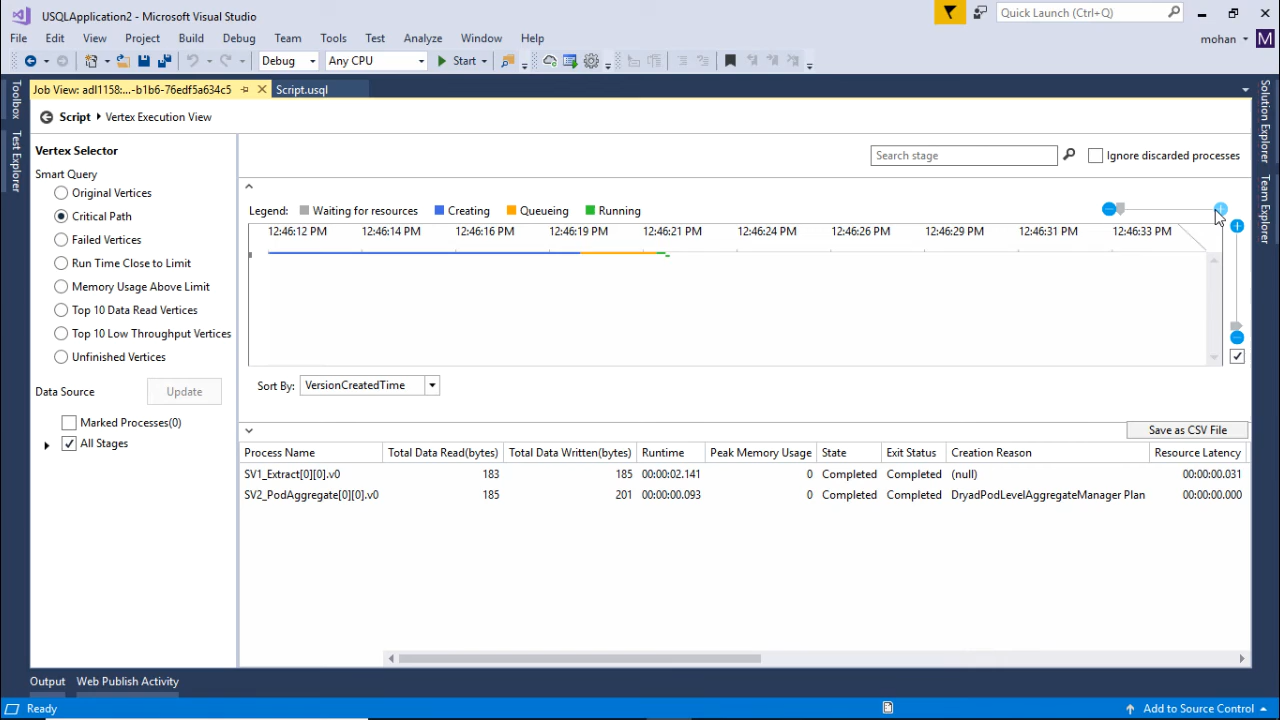 USQLApplication2 - Microsoft Visual Studio
Quick Launch (Ctrl+Q)
File Edit View Project Build Debug Team Tools Test Analyze Window Help
mohan M
Debug Any CPU Start
Toolbox
Test Explorer
Solution Explorer
Team Explorer
Job View: adl1158:...-b1b6-76edf5a634c5 Script.usql
Script Vertex Execution View
Vertex Selector
Smart Query
Original Vertices
Critical Path
Failed Vertices
Run Time Close to Limit
Memory Usage Above Limit
Top 10 Data Read Vertices
Top 10 Low Throughput Vertices
Unfinished Vertices
Data Source Update
Marked Processes(0)
All Stages
Search stage Ignore discarded processes
Legend: Waiting for resources Creating Queueing Running
12:46:12 PM 12:46:14 PM 12:46:16 PM 12:46:19 PM 12:46:21 PM 12:46:24 PM 12:46:26 PM 12:46:29 PM 12:46:31 PM 12:46:33 PM
Sort By: VersionCreatedTime
Save as CSV File
Process Name Total Data Read(bytes) Total Data Written(bytes) Runtime Peak Memory Usage State Exit Status Creation Reason Resource Latency
SV1_Extract[0][0].v0 183 185 00:00:02.141 0 Completed Completed (null) 00:00:00.031
SV2_PodAggregate[0][0].v0 185 201 00:00:00.093 0 Completed Completed DryadPodLevelAggregateManager Plan 00:00:00.000
Output Web Publish Activity
Ready Add to Source Control